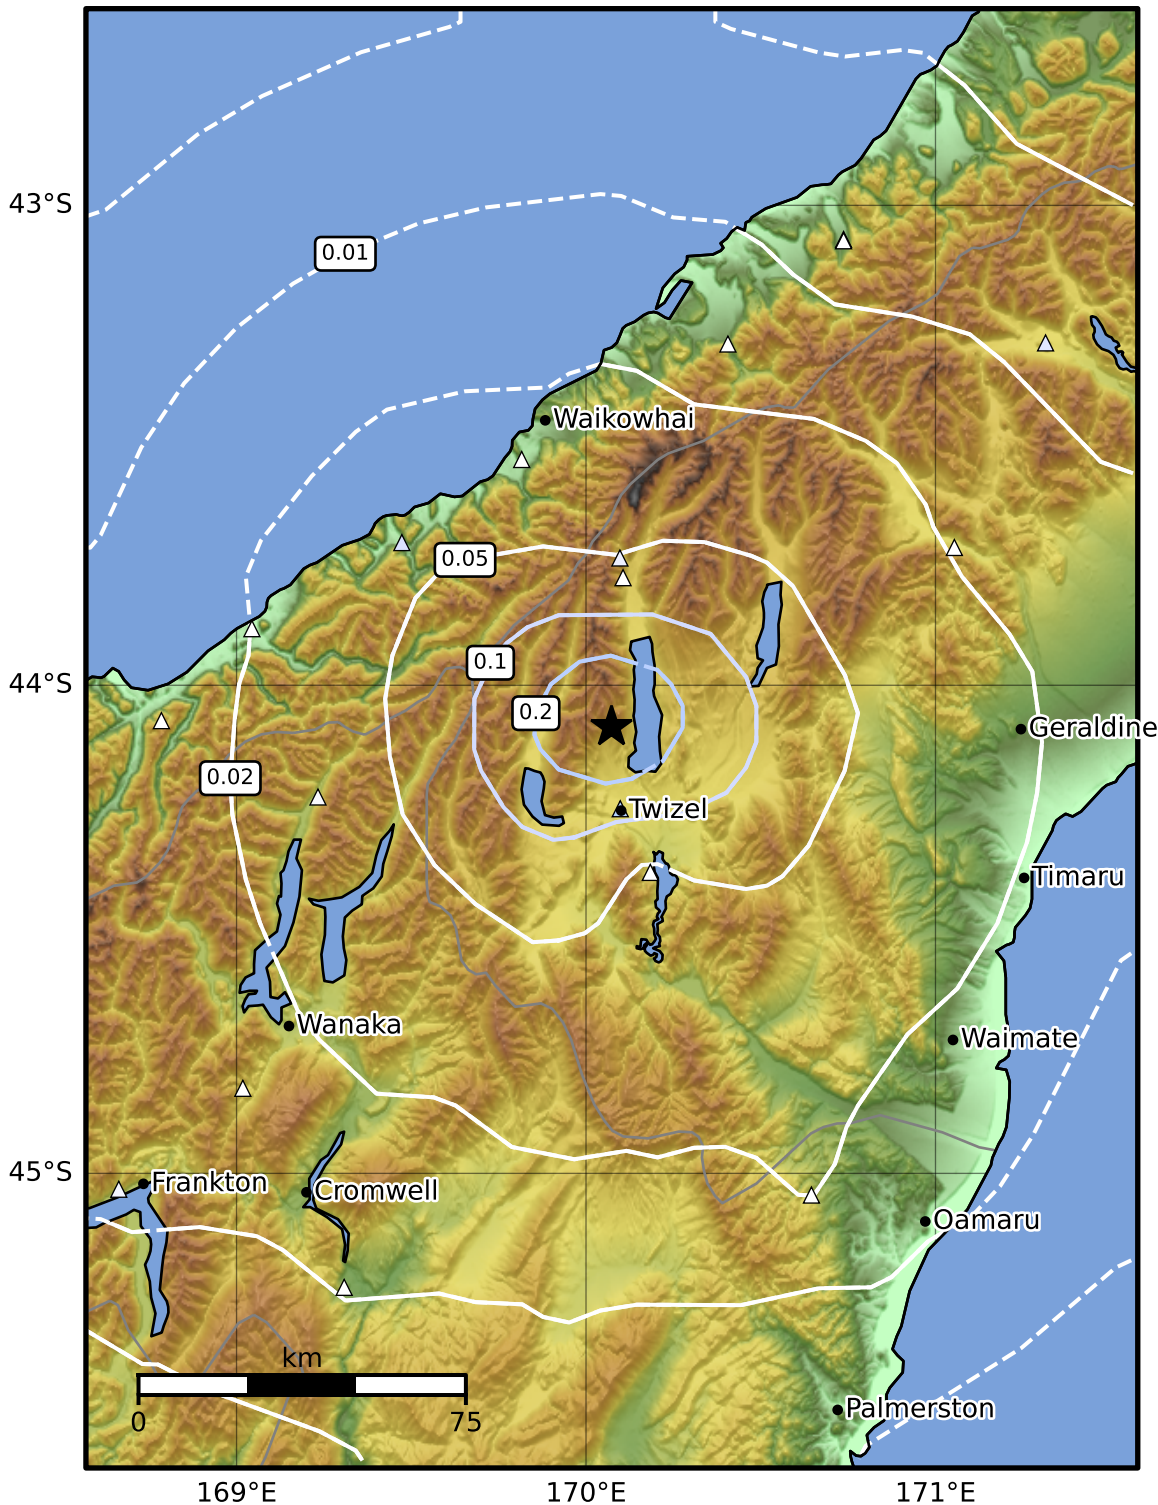 43°S
0.01
Waikowhai
0.05
0.1
44°S
0.2
Geraldine
0.02
Twizel
Timaru
Wanaka
Waimate
45°S
Frankton
Cromwell
Oamaru
km
0
75
Palmerston
169°E
170°E
171°E